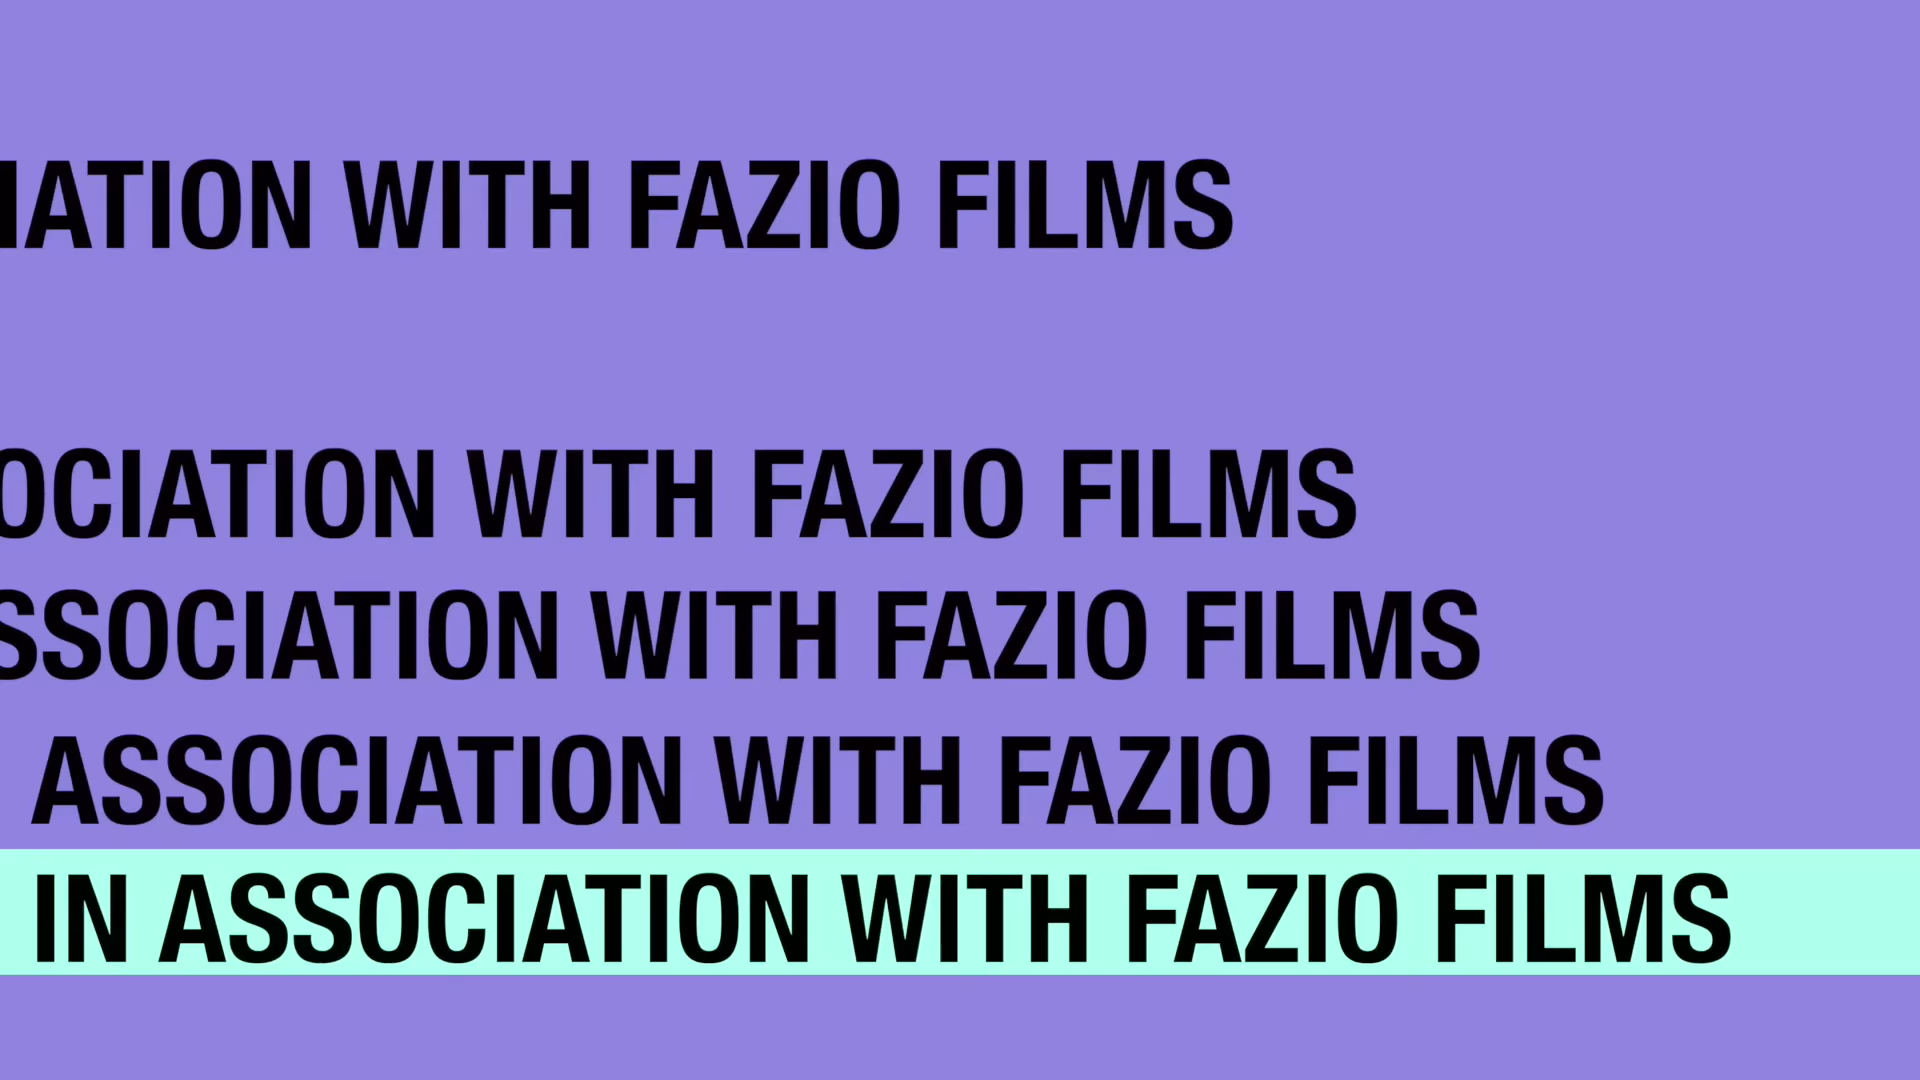 IATION WITH FAZIO FILMS
OCIATION WITH FAZIO FILMS
SSOCIATION WITH FAZIO FILMS
ASSOCIATION WITH FAZIO FILMS
IN ASSOCIATION WITH FAZIO FILMS